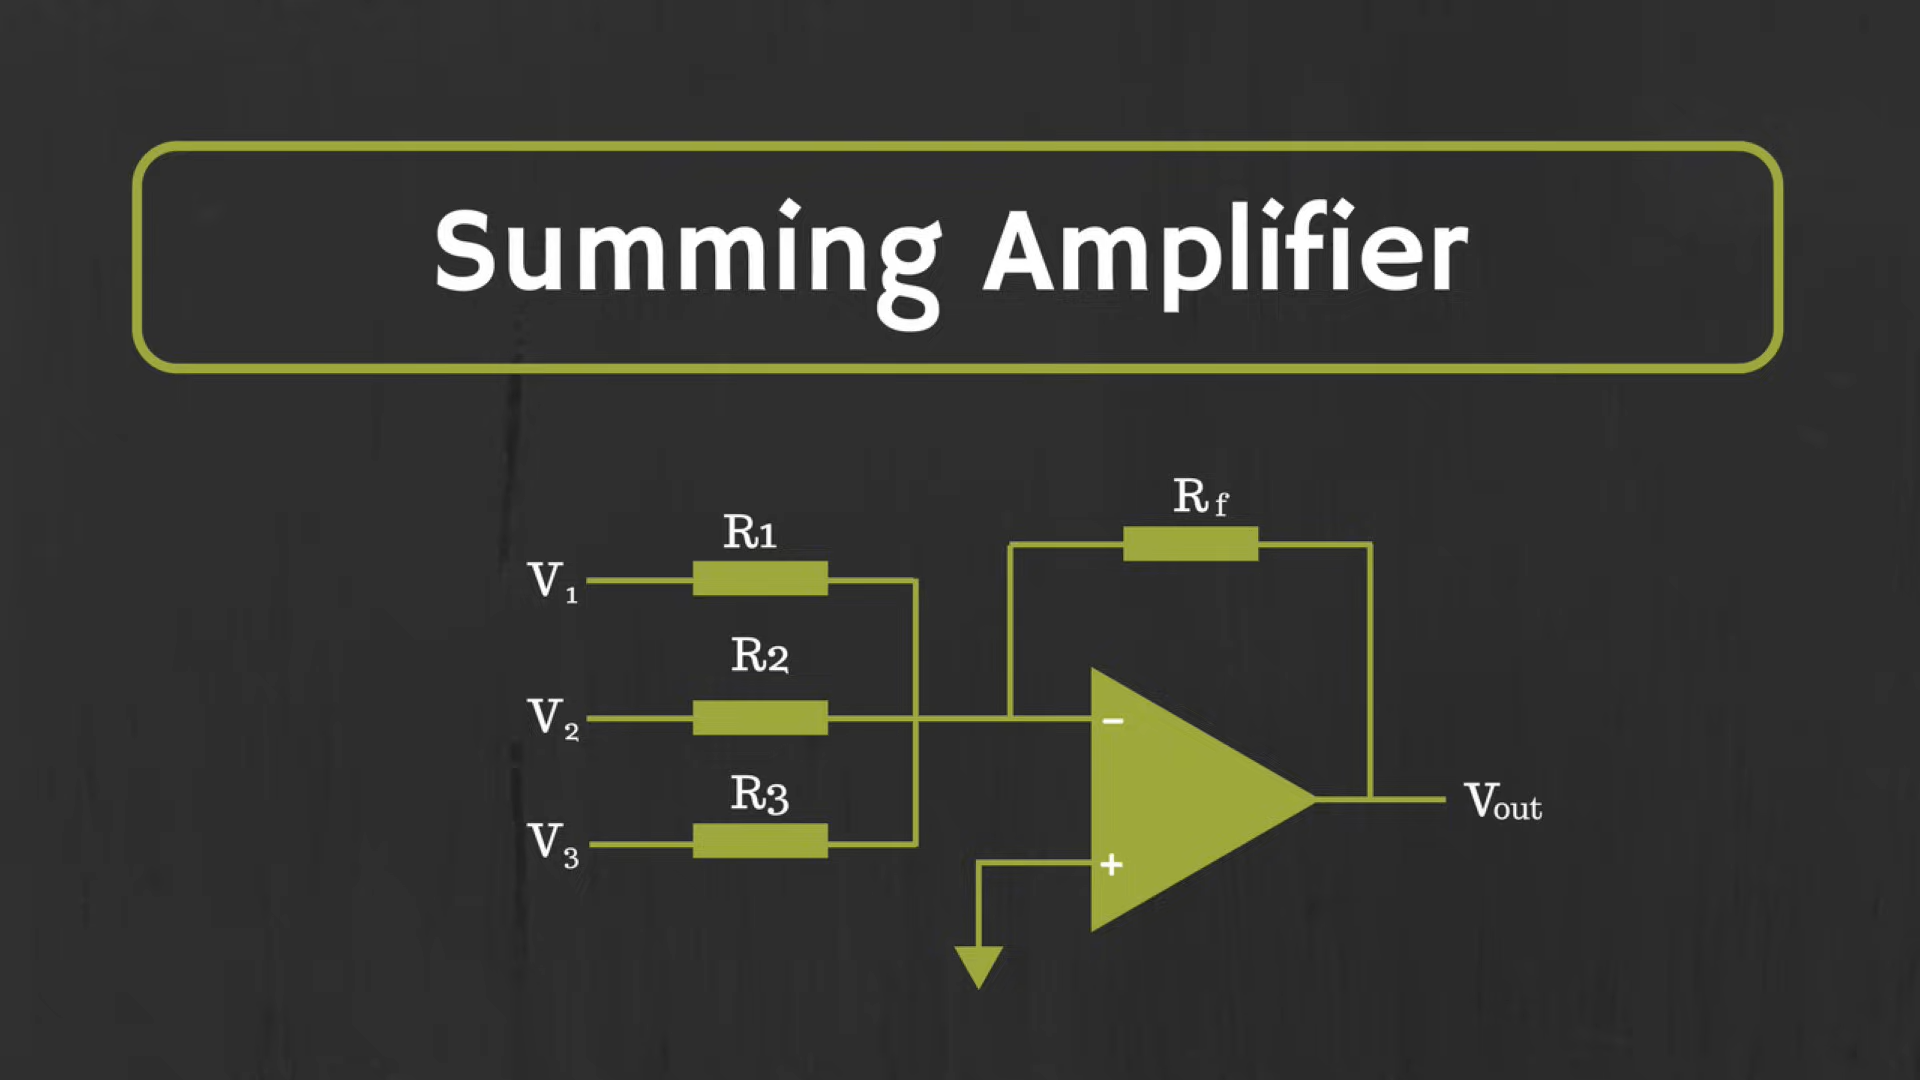 Summing Amplifier
Rf
R1
V1
R2
V2
−
R3
Vout
V3
+